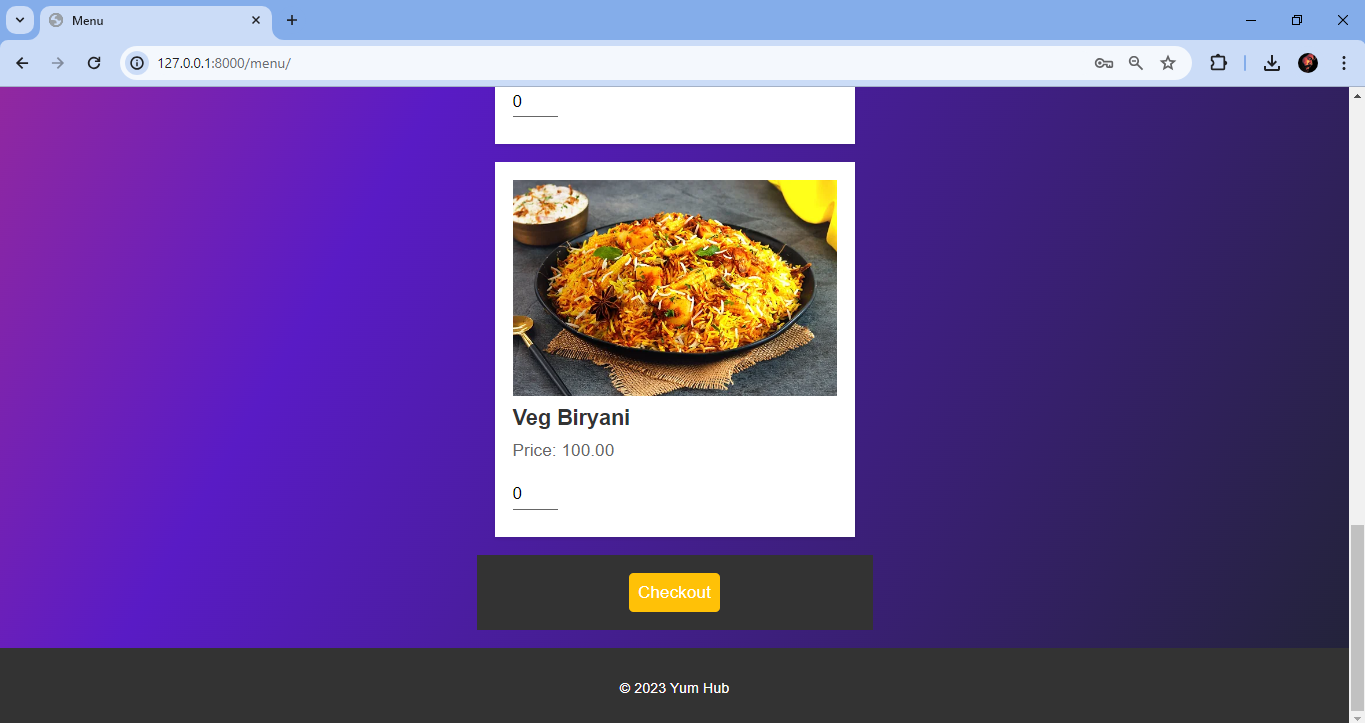 Menu
127.0.0.1:8000/menu/
0
Veg Biryani
Price: 100.00
0
Checkout
© 2023 Yum Hub